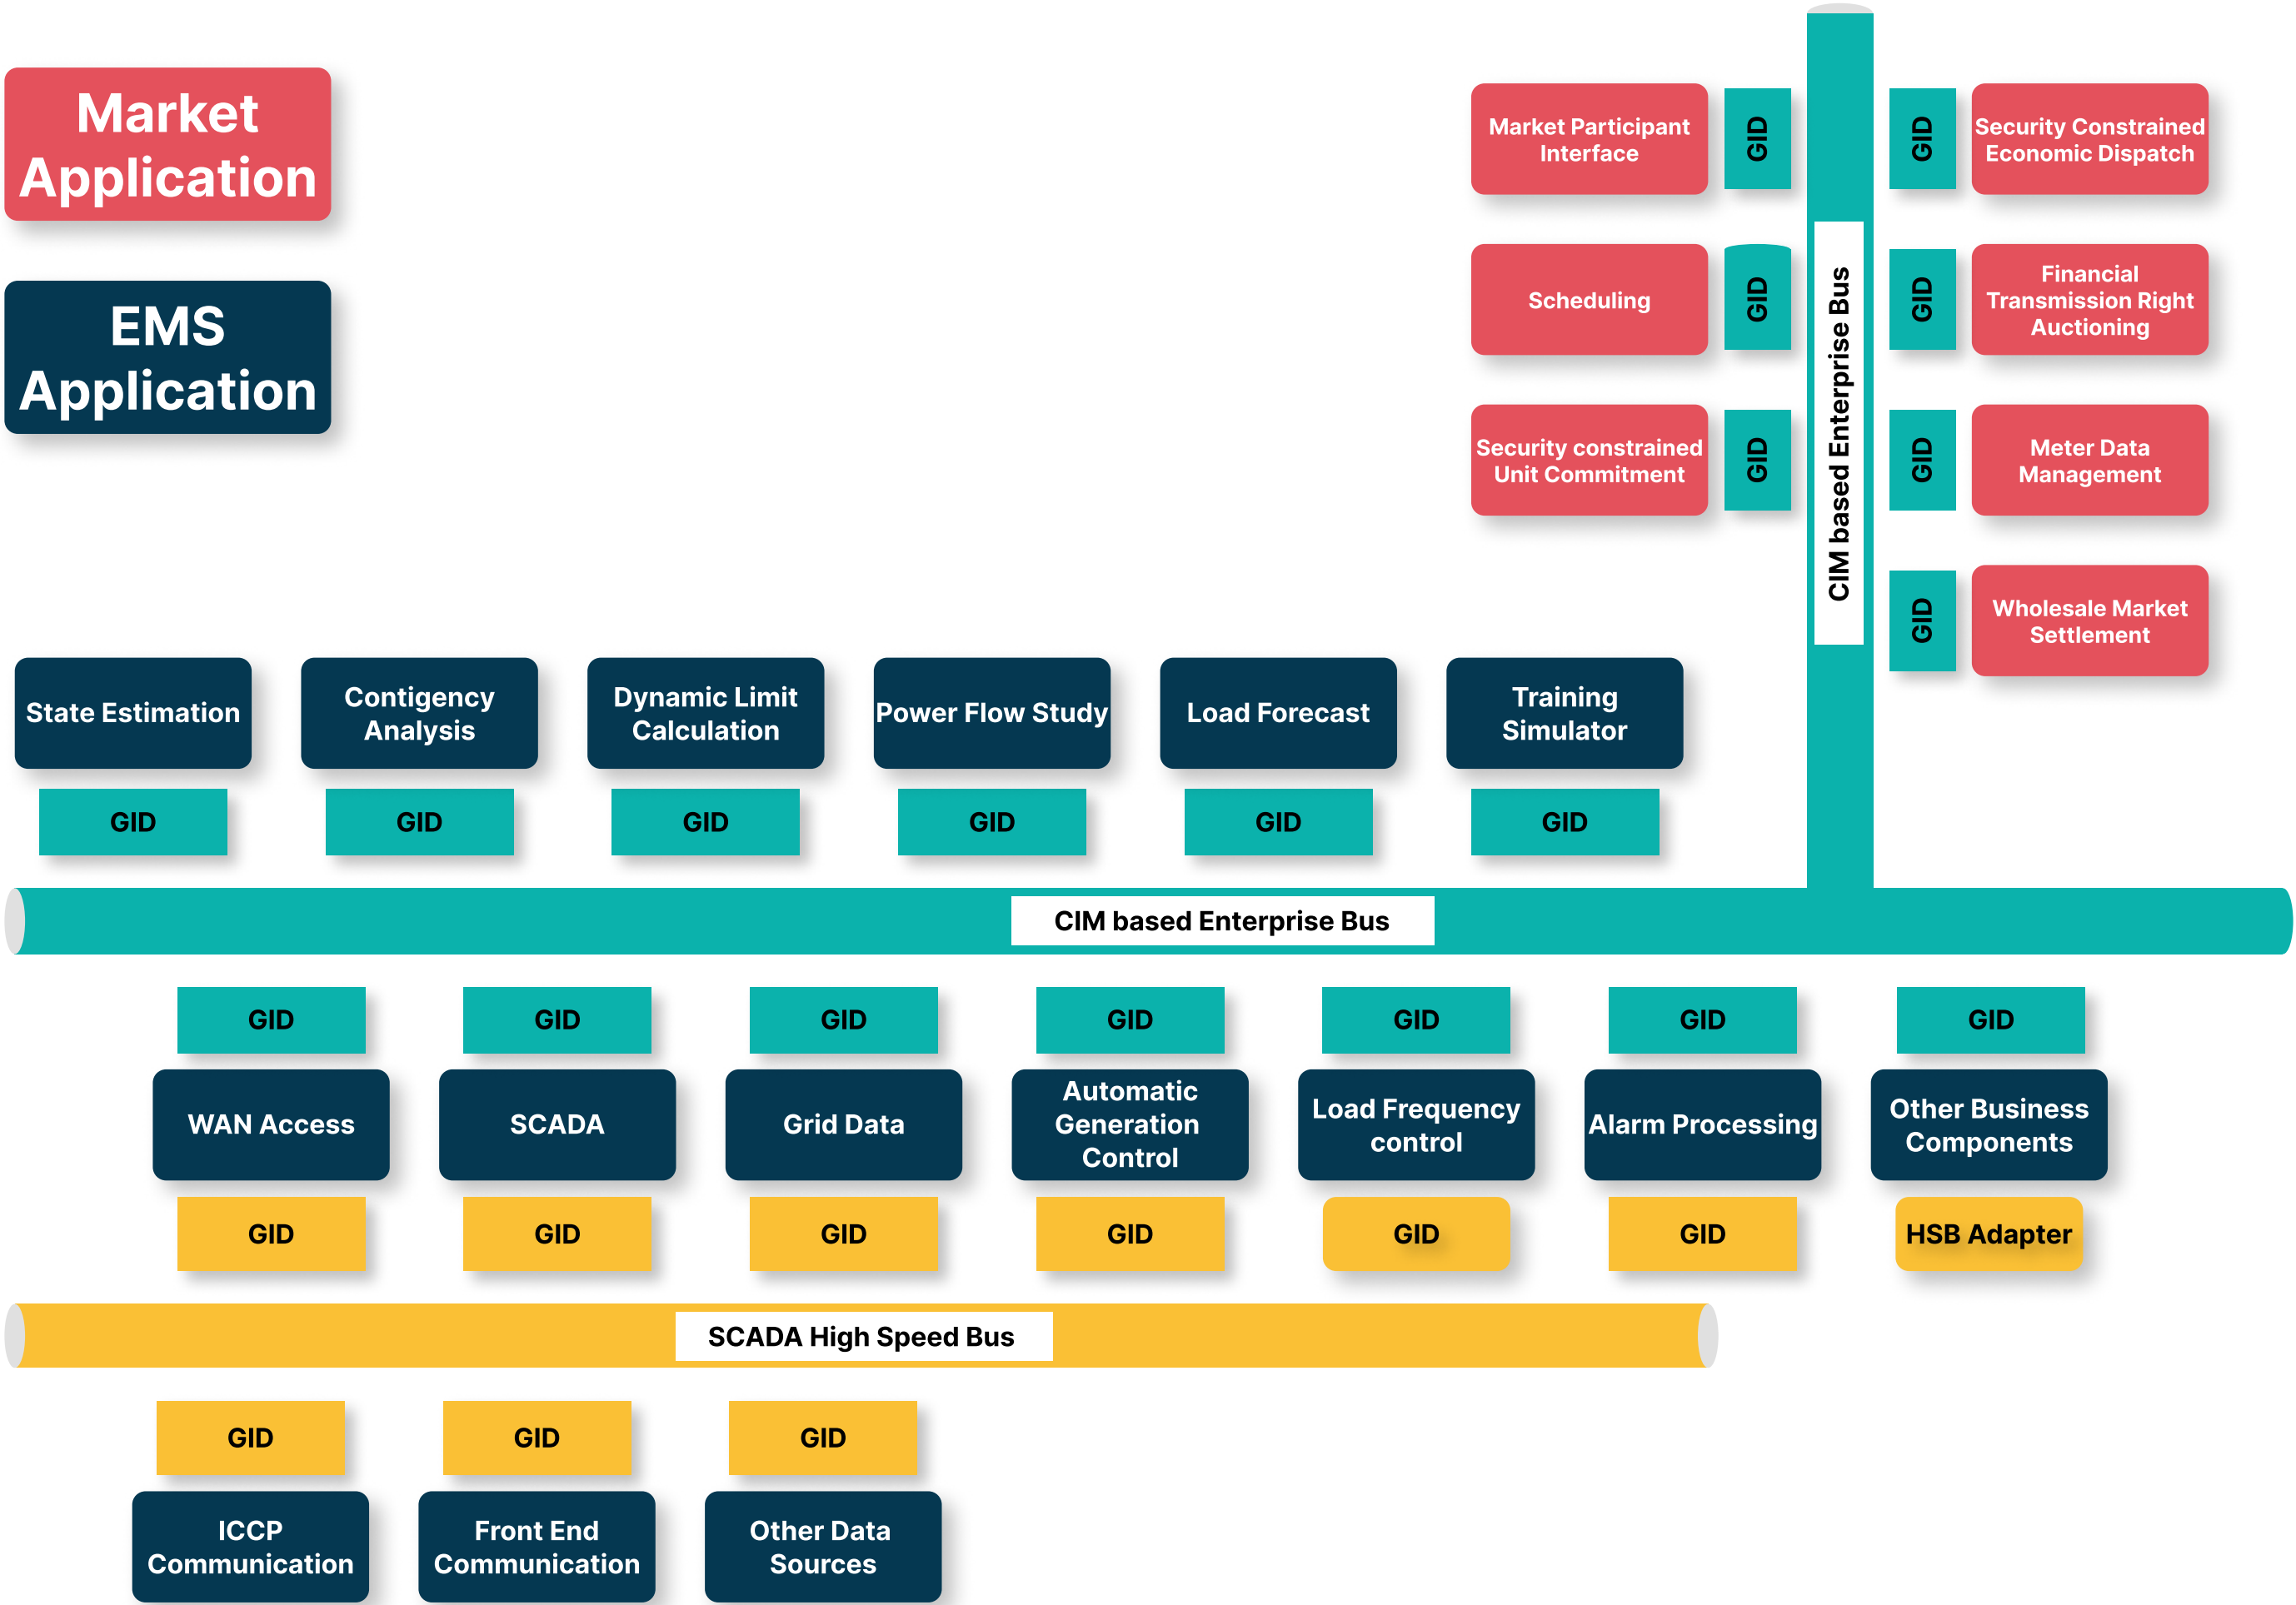 Market
Application
EMS
Application
Market Participant
Interface
GID
GID
Security Constrained
Economic Dispatch
Scheduling
GID
GID
Financial
Transmission Right
Auctioning
Security constrained
Unit Commitment
GID
GID
Meter Data
Management
CIM based Enterprise Bus
GID
Wholesale Market
Settlement
State Estimation
Contigency
Analysis
Dynamic Limit
Calculation
Power Flow Study
Load Forecast
Training
Simulator
GID
GID
GID
GID
GID
GID
CIM based Enterprise Bus
GID
GID
GID
GID
GID
GID
GID
WAN Access
SCADA
Grid Data
Automatic
Generation
Control
Load Frequency
control
Alarm Processing
Other Business
Components
GID
GID
GID
GID
GID
GID
HSB Adapter
SCADA High Speed Bus
GID
GID
GID
ICCP
Communication
Front End
Communication
Other Data
Sources